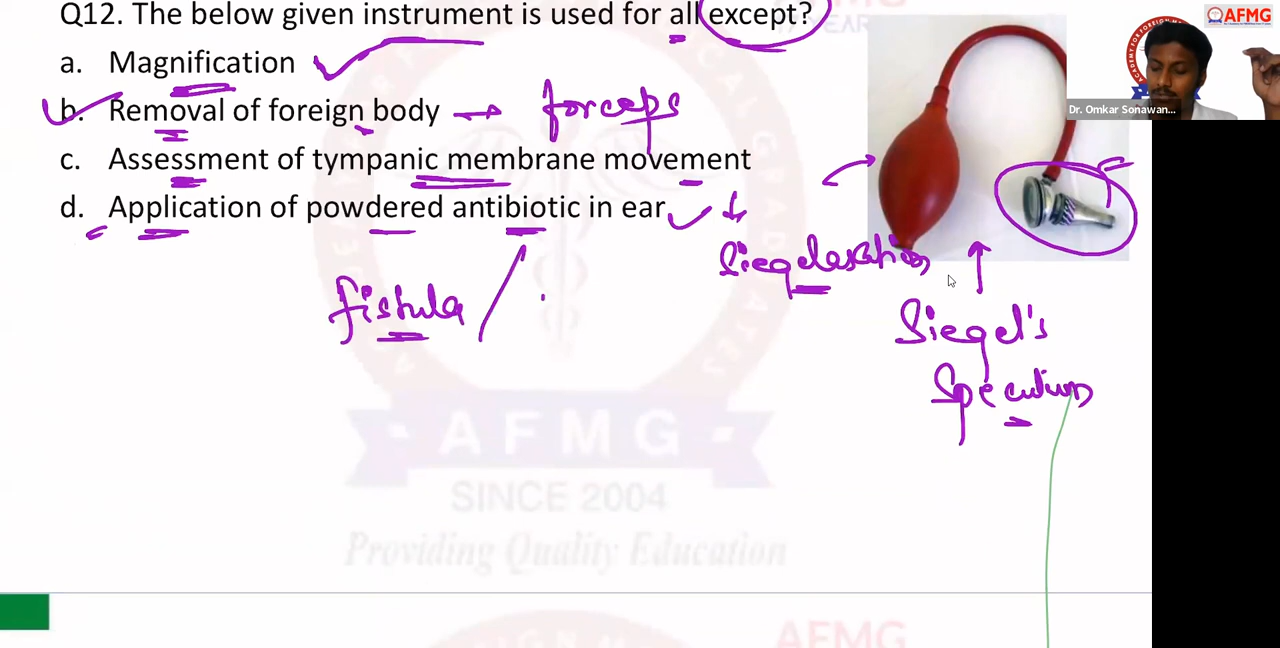 Q12. The below given instrument is used for all except?
a. Magnification
b. Removal of foreign body → forceps
c. Assessment of tympanic membrane movement
d. Application of powdered antibiotic in ear
fistula
Siegel's
Speculum
AFMG
Dr. Omkar Sonawan...
- AFMG -
SINCE 2004
Providing Quality Education
AFMG